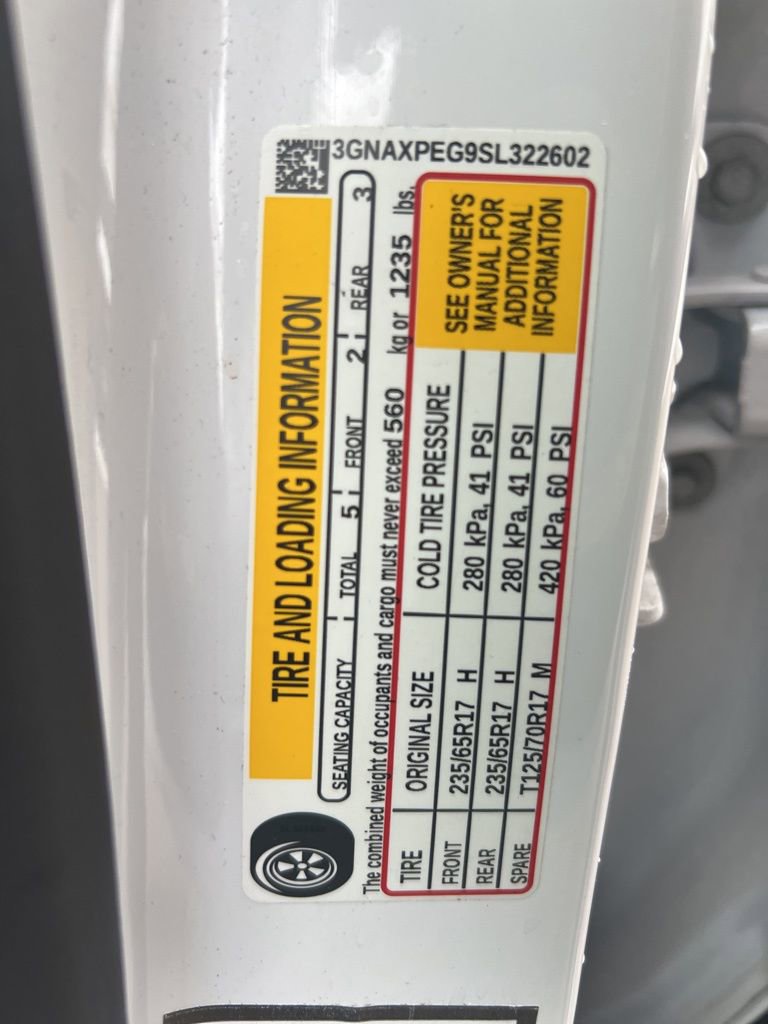 3GNAXPEG9SL322602
TIRE AND LOADING INFORMATION
SEATING CAPACITY TOTAL 5 FRONT 2 REAR 3
The combined weight of occupants and cargo must never exceed 560 kg or 1235 lbs.
TIRE ORIGINAL SIZE COLD TIRE PRESSURE
FRONT 235/65R17 H 280 kPa, 41 PSI
REAR 235/65R17 H 280 kPa, 41 PSI
SPARE T125/70R17 M 420 kPa, 60 PSI
SEE OWNER'S
MANUAL FOR
ADDITIONAL
INFORMATION